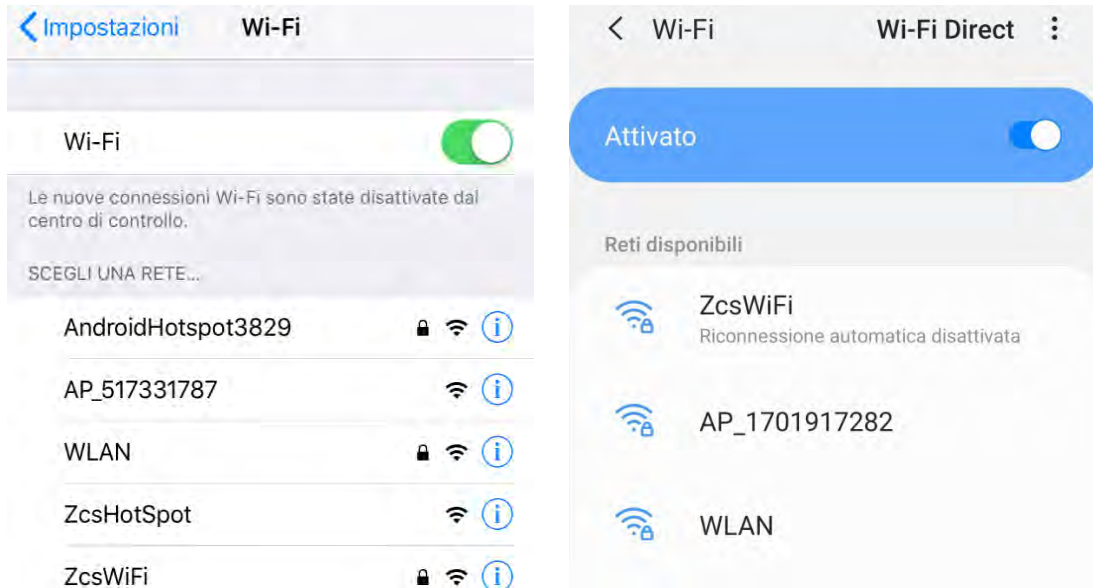 Impostazioni Wi-Fi
Wi-Fi
Le nuove connessioni Wi-Fi sono state disattivate dal
centro di controllo.
SCEGLI UNA RETE...
AndroidHotspot3829
AP_517331787
WLAN
ZcsHotSpot
ZcsWiFi
Wi-Fi Wi-Fi Direct
Attivato
Reti disponibili
ZcsWiFi
Riconnessione automatica disattivata
AP_1701917282
WLAN